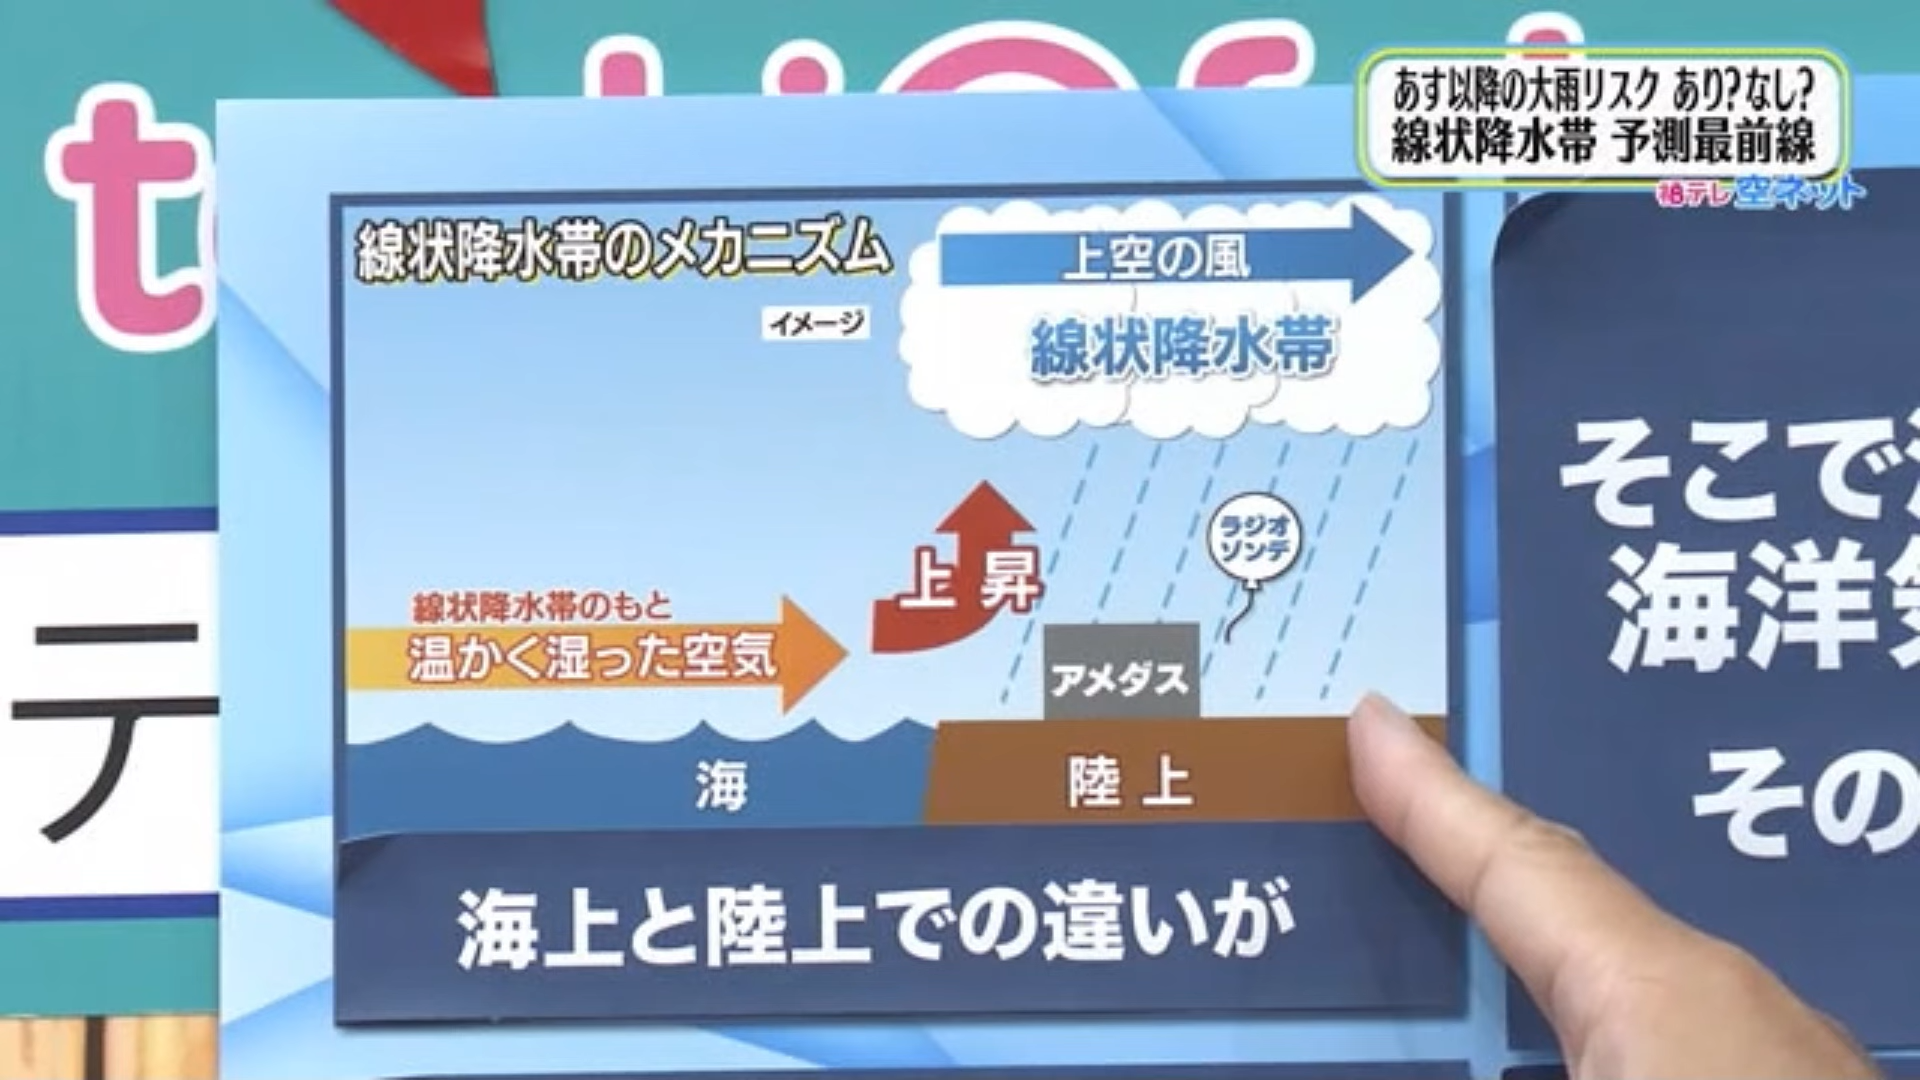 あす以降の大雨リスク あり?なし?
線状降水帯 予測最前線
福テレ空ネット
線状降水帯のメカニズム
イメージ
上空の風
線状降水帯
上昇
ラジオ
ゾンデ
線状降水帯のもと
温かく湿った空気
アメダス
海
陸上
海上と陸上での違いが
そこで
海洋
その
テ